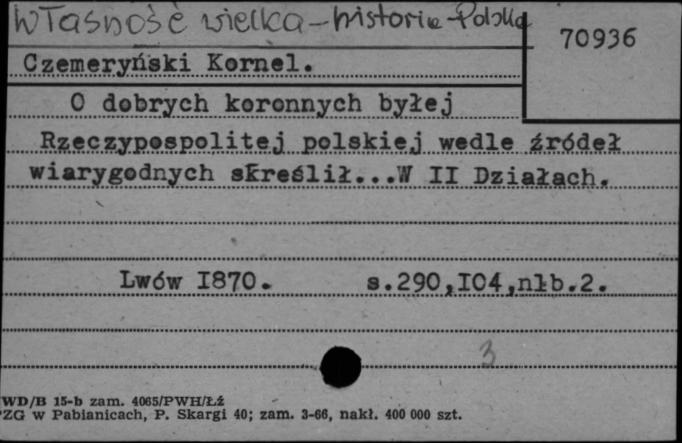 Własność wielka – historia – Polska
70936
Czemeryński Kornel.
O dobrych koronnych byłej
Rzeczypospolitej polskiej wedle źródeł
wiarygodnych skreślił...W II Działach.
Lwów I870. s.290,I04,nlb.2.
3
WD/B 15-b zam. 4065/PWH/Łź
ZG w Pabianicach, P. Skargi 40; zam. 3-66, nakł. 400 000 szt.